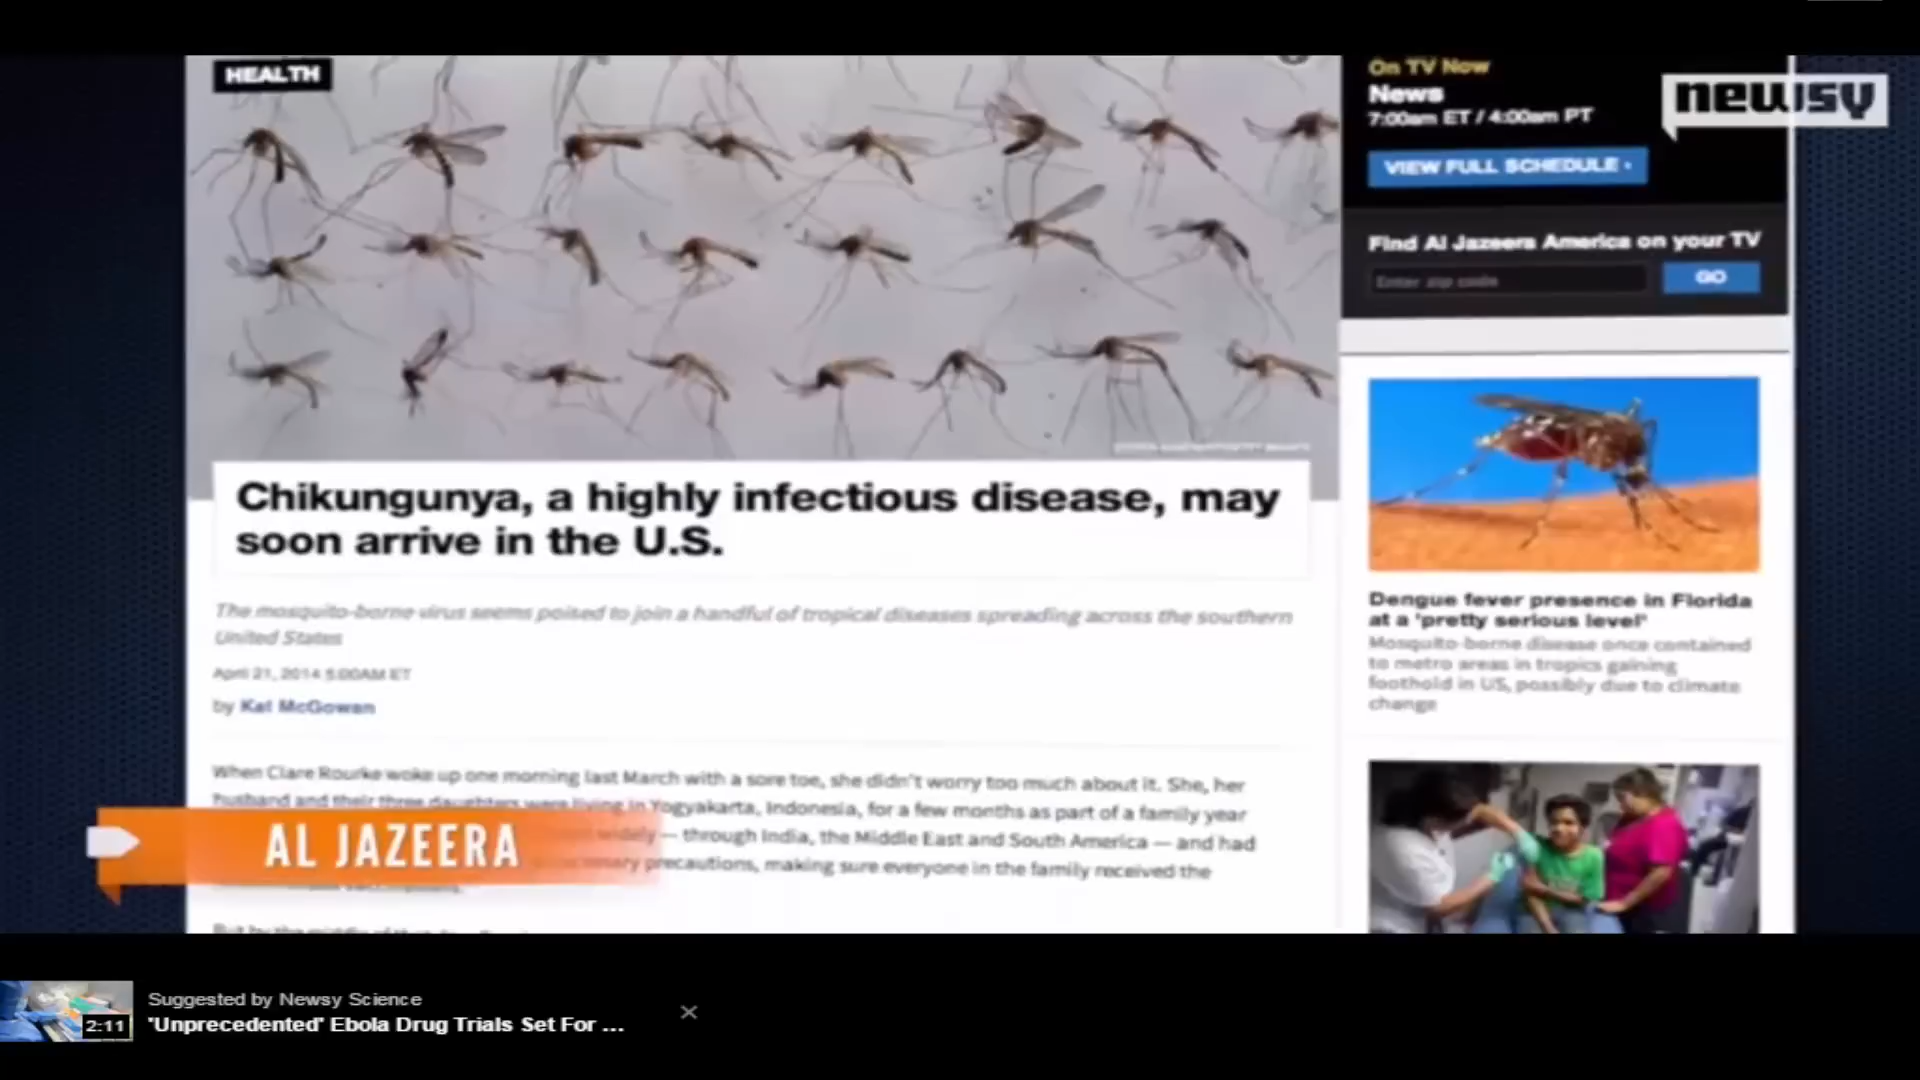 HEALTH
On TV Now
News
7:00am ET / 4:00am PT
VIEW FULL SCHEDULE ›
newsy
Find Al Jazeera America on your TV
Enter zip code
GO
Chikungunya, a highly infectious disease, may
soon arrive in the U.S.
The mosquito-borne virus seems poised to join a handful of tropical diseases spreading across the southern
United States
April 21, 2014 5:00AM ET
by Kat McGowan
When Clare Rourke woke up one morning last March with a sore toe, she didn't worry too much about it. She, her
husband and their three daughters were living in Yogyakarta, Indonesia, for a few months as part of a family year
widely — through India, the Middle East and South America — and had
precautions, making sure everyone in the family received the
AL JAZEERA
Dengue fever presence in Florida
at a 'pretty serious level'
Mosquito-borne disease once contained
to metro areas in tropics gaining
foothold in US, possibly due to climate
change
Suggested by Newsy Science
2:11
'Unprecedented' Ebola Drug Trials Set For ...